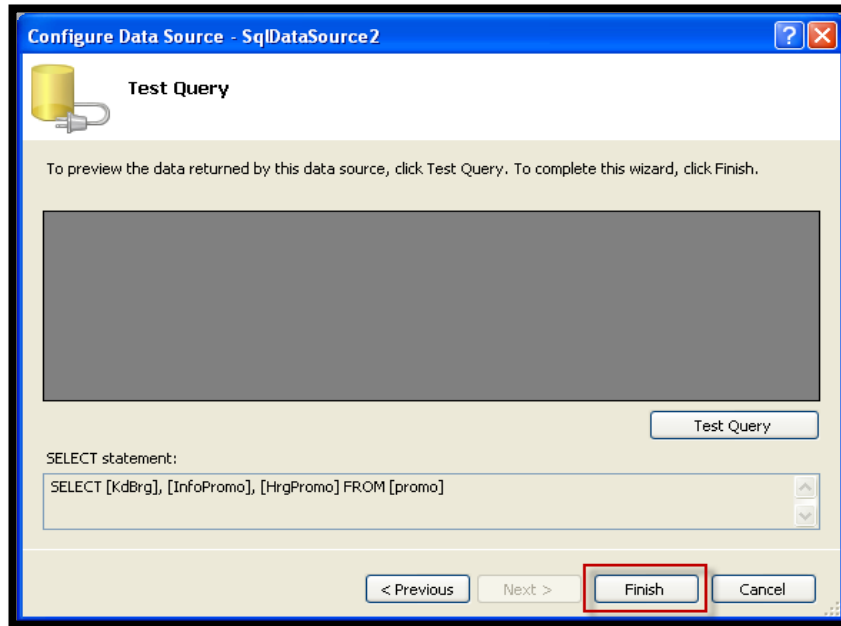 Configure Data Source - SqlDataSource2
Test Query
To preview the data returned by this data source, click Test Query. To complete this wizard, click Finish.
Test Query
SELECT statement:
SELECT [KdBrg], [InfoPromo], [HrgPromo] FROM [promo]
< Previous Next > Finish Cancel